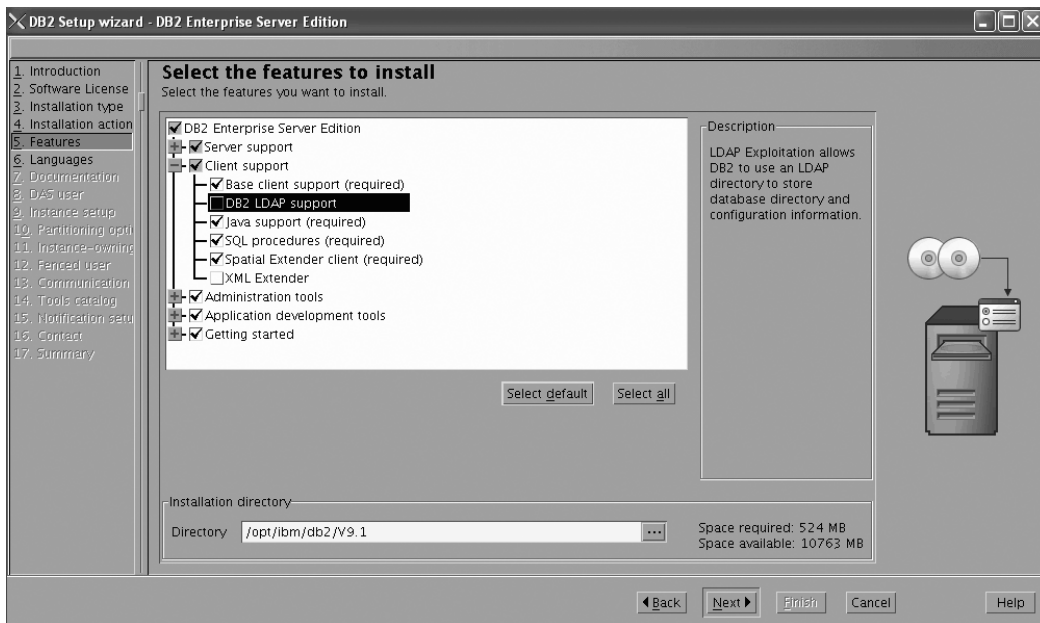 DB2 Setup wizard - DB2 Enterprise Server Edition
1. Introduction
2. Software License
3. Installation type
4. Installation action
5. Features
6. Languages
7. Documentation
8. DAS user
9. Instance setup
10. Partitioning opti
11. Instance-owning
12. Fenced user
13. Communication
14. Tools catalog
15. Notification setu
16. Contact
17. Summary
Select the features to install
Select the features you want to install.
DB2 Enterprise Server Edition
Server support
Client support
Base client support (required)
DB2 LDAP support
Java support (required)
SQL procedures (required)
Spatial Extender client (required)
XML Extender
Administration tools
Application development tools
Getting started
Select default Select all
Description
LDAP Exploitation allows
DB2 to use an LDAP
directory to store
database directory and
configuration information.
Installation directory
Directory /opt/ibm/db2/V9.1 ...
Space required: 524 MB
Space available: 10763 MB
Back Next Finish Cancel Help